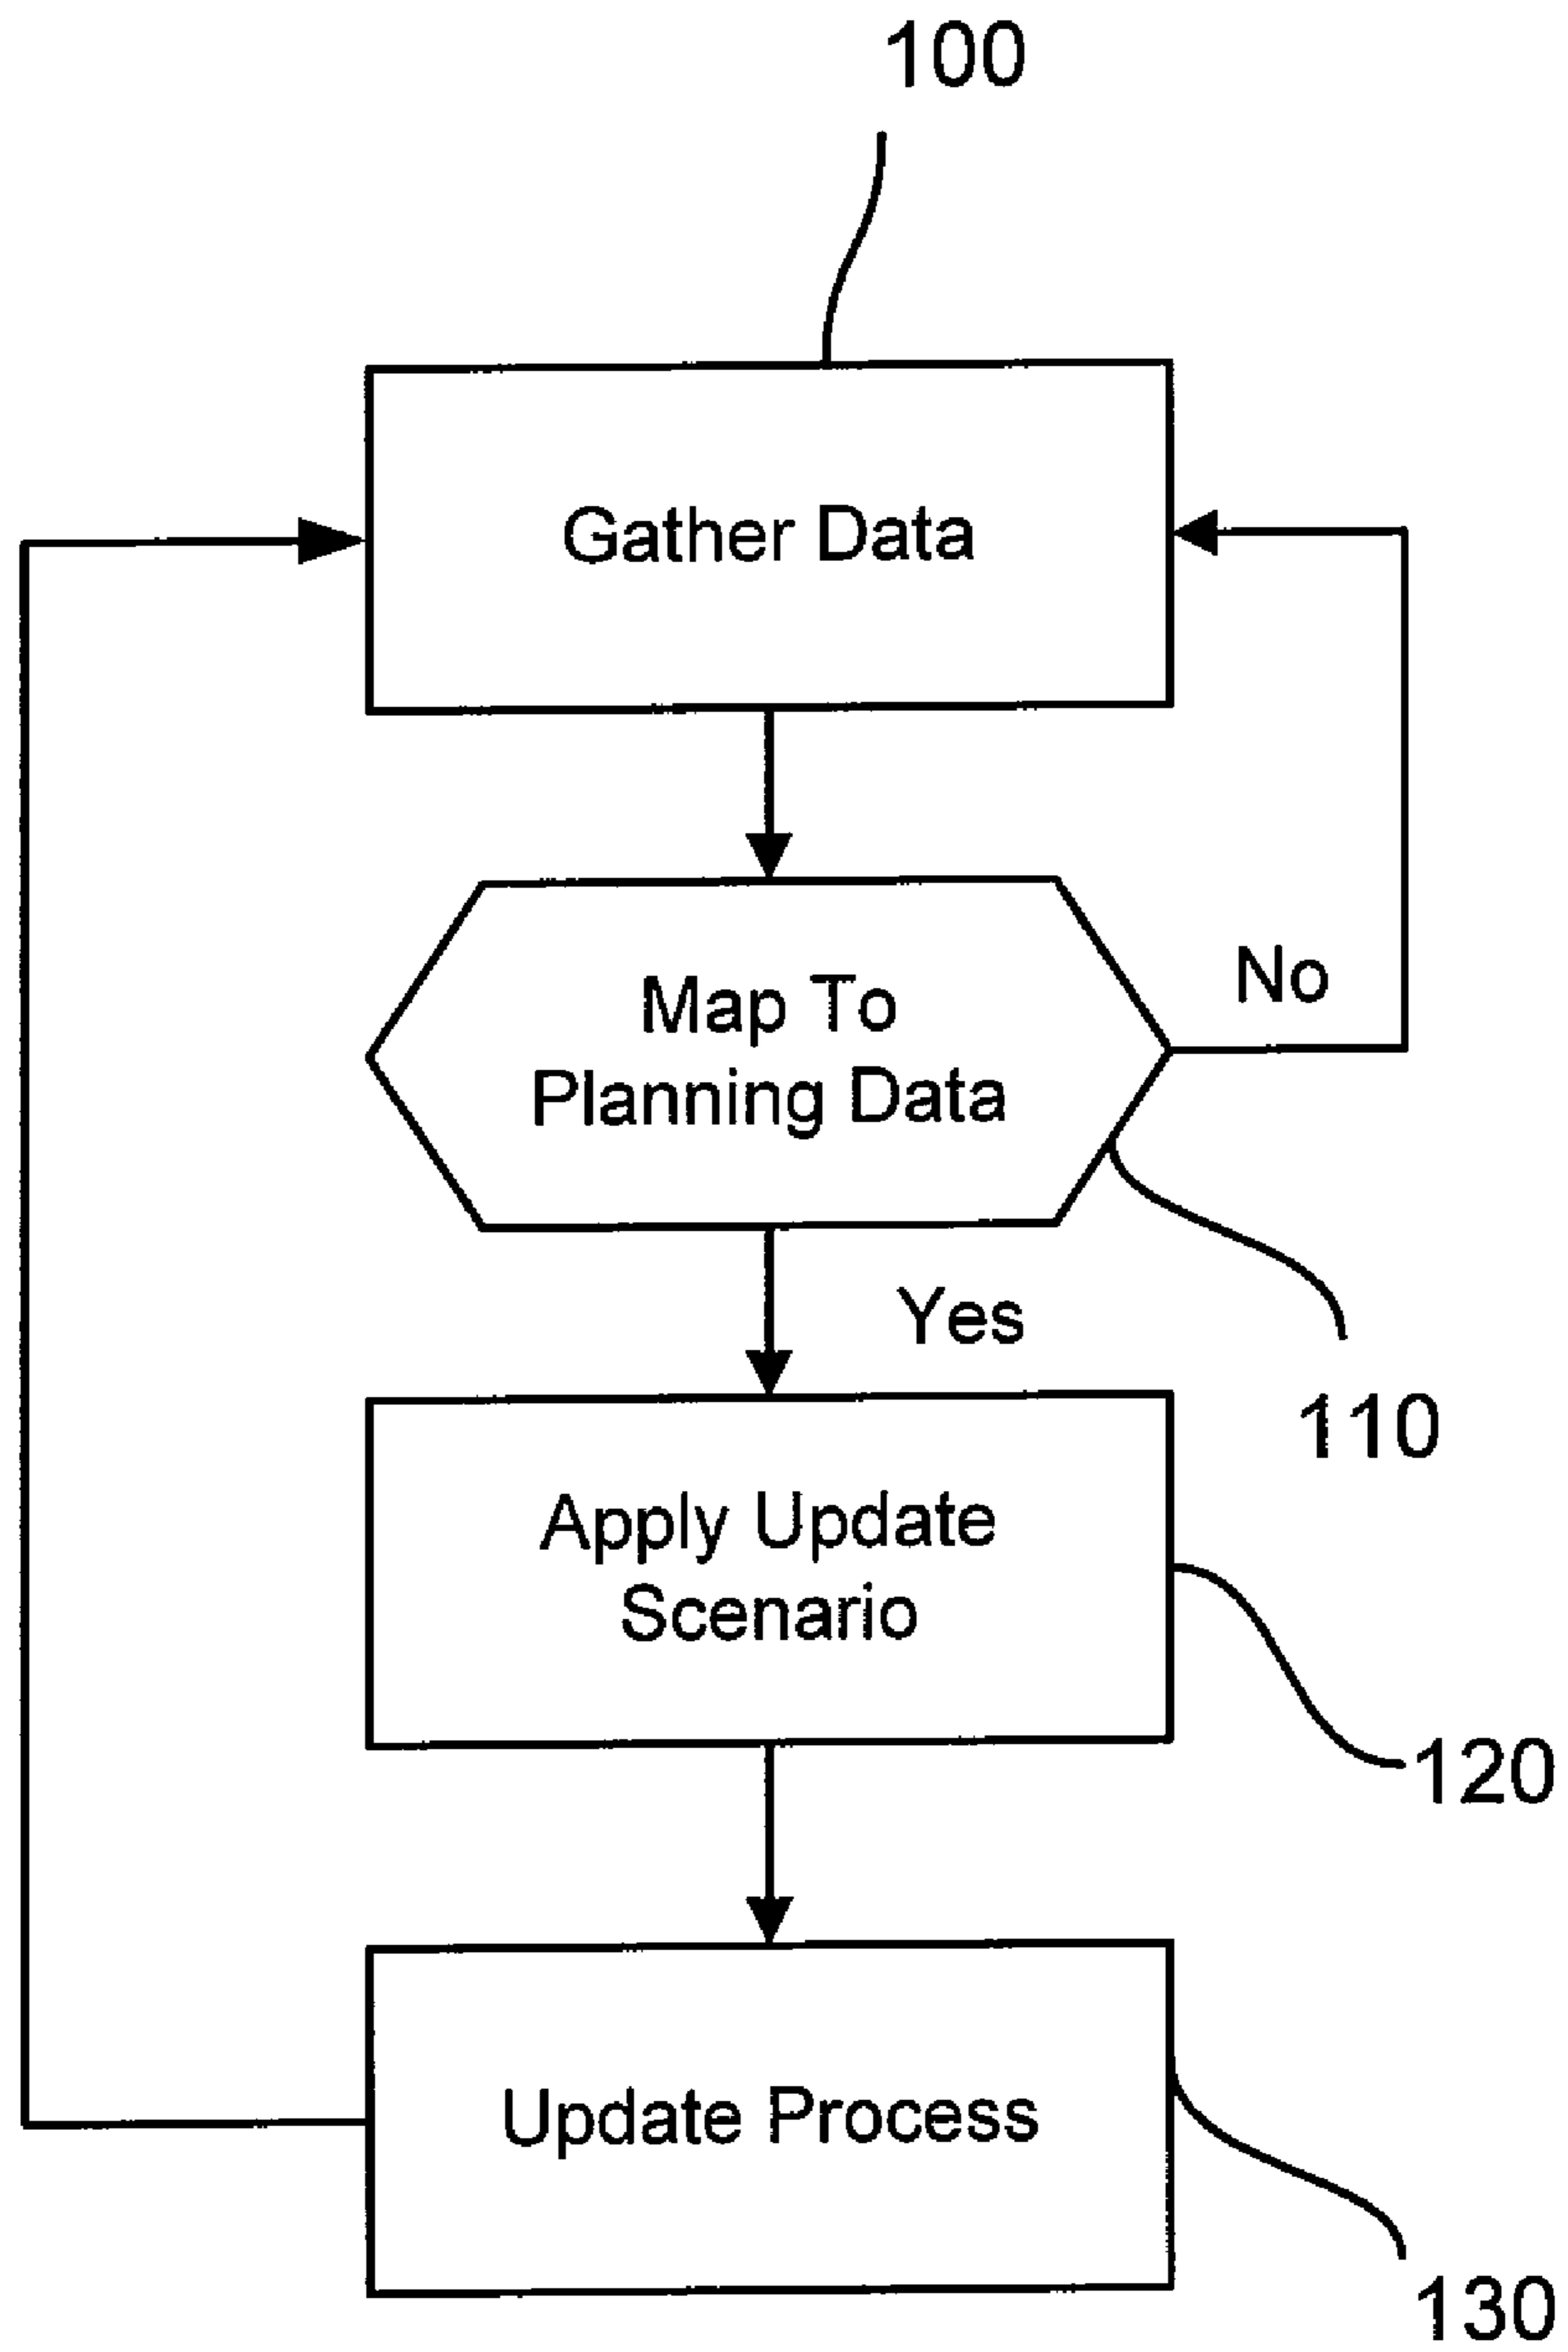 100
Gather Data
Map To
Planning Data
No
Yes
110
Apply Update
Scenario
120
Update Process
130